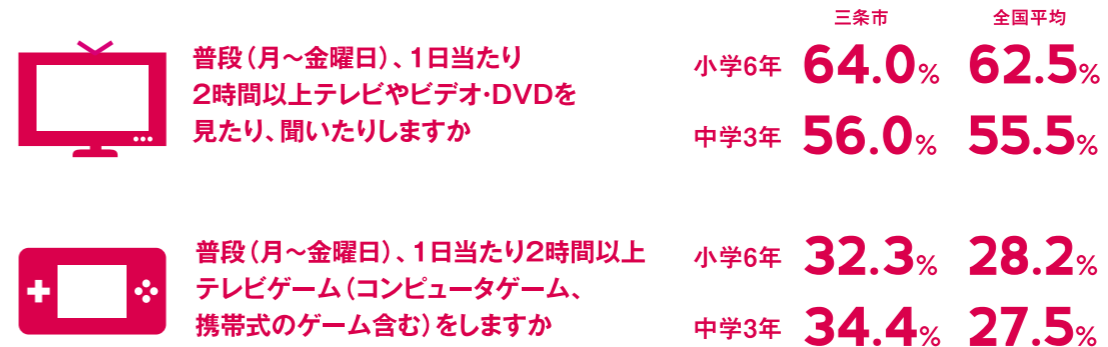 三条市 全国平均
普段（月～金曜日）、1日当たり
2時間以上テレビやビデオ・DVDを
見たり、聞いたりしますか
小学6年 64.0% 62.5%
中学3年 56.0% 55.5%
普段（月～金曜日）、1日当たり2時間以上
テレビゲーム（コンピュータゲーム、
携帯式のゲーム含む）をしますか
小学6年 32.3% 28.2%
中学3年 34.4% 27.5%